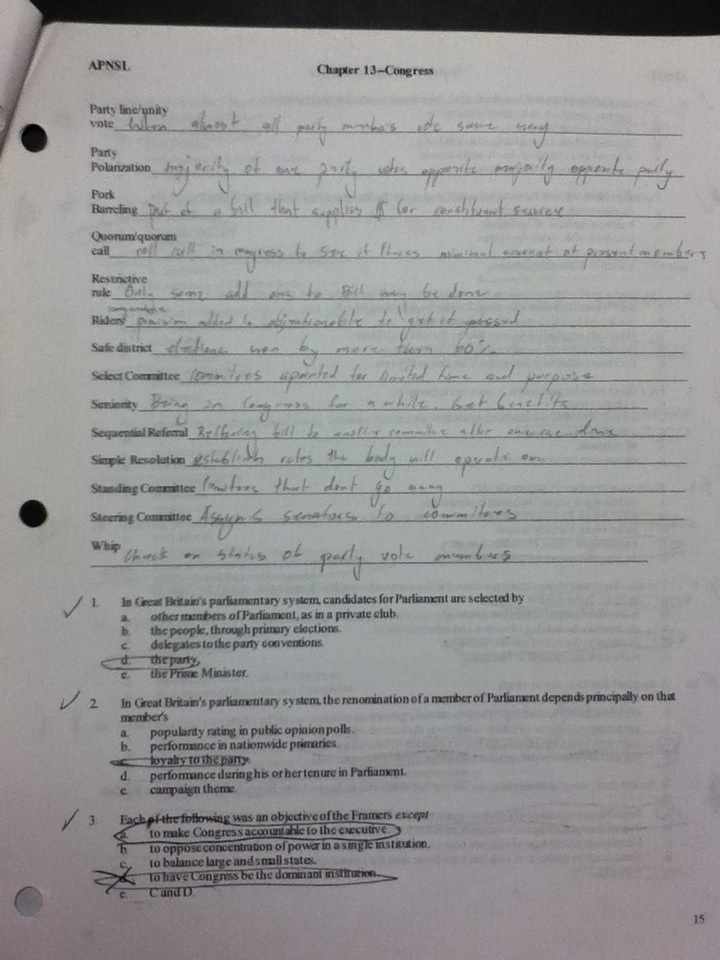 APNSL
Chapter 13–Congress
Party line/unity
vote when almost all party members vote same way
Party
Polarization majority of one party votes opposite majority opposite party
Pork
Barreling part of a bill that supplies $ for constituent services
Quorum/quorum
call roll call in congress to see if minimal amount of present members
Restrictive
rule Only some add ons to Bill may be done
Riders provision added to objectionable to get it passed
Safe district elections won by more than 60%
Select Committee committees appointed for limited time and purpose
Seniority Being in Congress for a while, get benefits
Sequential Referral Referring bill to another committee after one is done
Simple Resolution establish rules the body will operate on
Standing Committee that dont go away
Steering Committee Assigns senators to committees
Whip check on status of party vote members
1. In Great Britain's parliamentary system, candidates for Parliament are selected by
a. other members of Parliament, as in a private club.
b. the people, through primary elections.
c. delegates to the party conventions.
d. the party.
e. the Prime Minister.
2. In Great Britain's parliamentary system, the renomination of a member of Parliament depends principally on that
member's
a. popularity rating in public opinion polls.
b. performance in nationwide primaries.
c. loyalty to the party.
d. performance during his or her tenure in Parliament.
e. campaign theme.
3. Each of the following was an objective of the Framers except
a. to make Congress accountable to the executive.
b. to oppose concentration of power in a single institution.
c. to balance large and small states.
d. to have Congress be the dominant institution.
e. C and D.
15